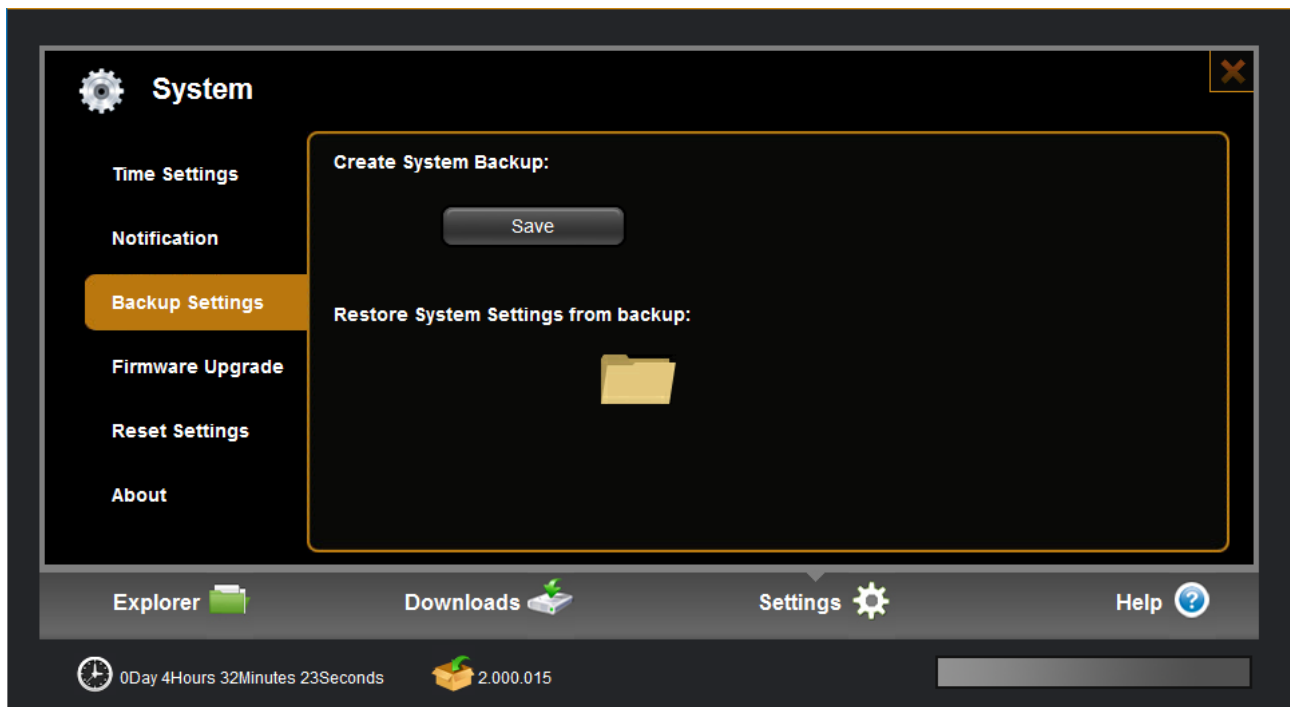 System
Time Settings
Notification
Backup Settings
Firmware Upgrade
Reset Settings
About
Create System Backup:
Save
Restore System Settings from backup:
Explorer
Downloads
Settings
Help ?
0Day 4Hours 32Minutes 23Seconds
2.000.015